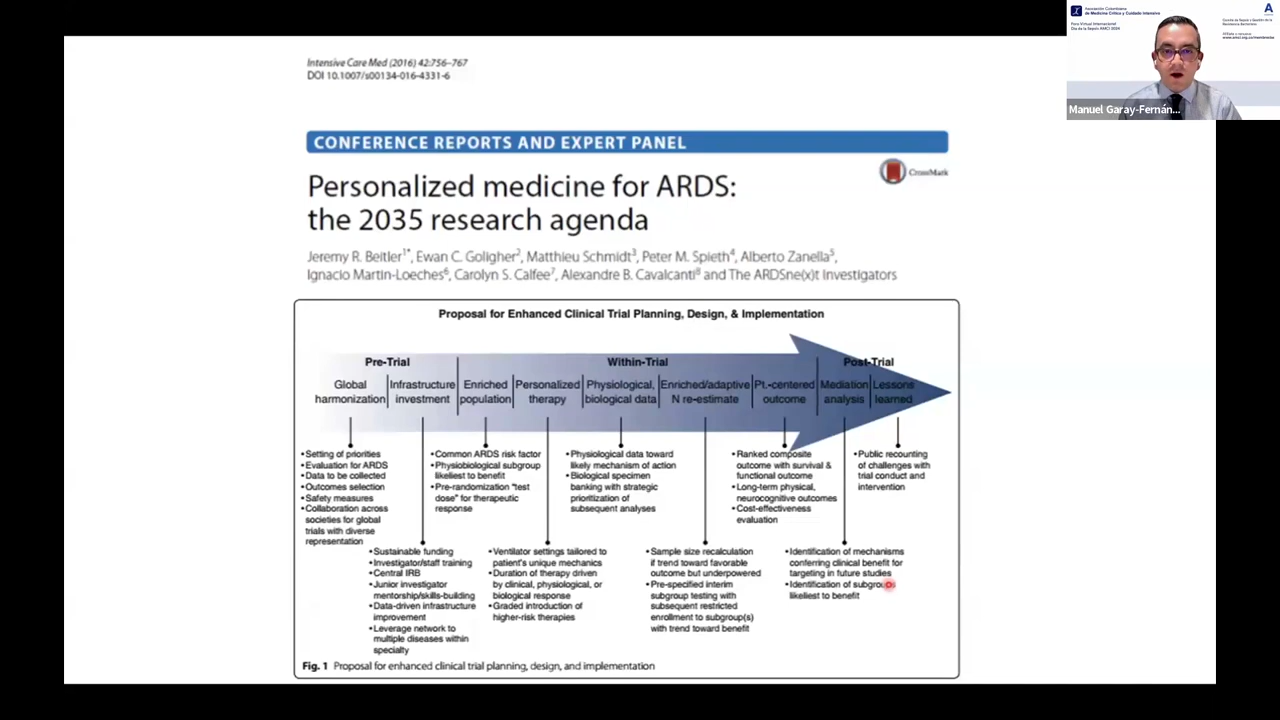 Intensive Care Med (2016) 42:756–767
DOI 10.1007/s00134-016-4331-6
CONFERENCE REPORTS AND EXPERT PANEL
CrossMark
Personalized medicine for ARDS:
the 2035 research agenda
Jeremy R. Beitler1*, Ewan C. Goligher2, Matthieu Schmidt3, Peter M. Spieth4, Alberto Zanella5,
Ignacio Martin-Loeches6, Carolyn S. Calfee7, Alexandre B. Cavalcanti8 and The ARDSne(x)t Investigators
Proposal for Enhanced Clinical Trial Planning, Design, & Implementation
Pre-Trial
Within-Trial
Post-Trial
Global
harmonization
Infrastructure
investment
Enriched
population
Personalized
therapy
Physiological,
biological data
Enriched/adaptive
N re-estimate
Pt.-centered
outcome
Mediation
analysis
Lessons
learned
• Setting of priorities
• Evaluation for ARDS
• Data to be collected
• Outcomes selection
• Safety measures
• Collaboration across
societies for global
trials with diverse
representation
• Common ARDS risk factor
• Physiobiological subgroup
likeliest to benefit
• Pre-randomization "test
dose" for therapeutic
response
• Physiological data toward
likely mechanism of action
• Biological specimen
banking with strategic
prioritization of
subsequent analyses
• Ranked composite
outcome with survival &
functional outcome
• Long-term physical,
neurocognitive outcomes
• Cost-effectiveness
evaluation
• Public recounting
of challenges with
trial conduct and
intervention
• Sustainable funding
• Investigator/staff training
• Central IRB
• Junior investigator
mentorship/skills-building
• Data-driven infrastructure
improvement
• Leverage network to
multiple diseases within
specialty
• Ventilator settings tailored to
patient's unique mechanics
• Duration of therapy driven
by clinical, physiological, or
biological response
• Graded introduction of
higher-risk therapies
• Sample size recalculation
if trend toward favorable
outcome but underpowered
• Pre-specified interim
subgroup testing with
subsequent restricted
enrollment to subgroup(s)
with trend toward benefit
• Identification of mechanisms
conferring clinical benefit for
targeting in future studies
• Identification of subgroups
likeliest to benefit
Fig. 1 Proposal for enhanced clinical trial planning, design, and implementation
Asociación Colombiana
de Medicina Crítica y Cuidado Intensivo
Foro Virtual Internacional
Manuel Garay-Fernán...